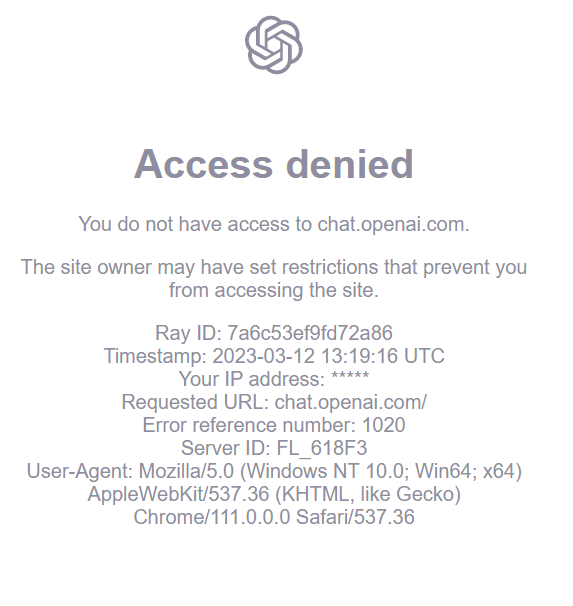 Access denied
You do not have access to chat.openai.com.
The site owner may have set restrictions that prevent you
from accessing the site.
Ray ID: 7a6c53ef9fd72a86
Timestamp: 2023-03-12 13:19:16 UTC
Your IP address: *****
Requested URL: chat.openai.com/
Error reference number: 1020
Server ID: FL_618F3
User-Agent: Mozilla/5.0 (Windows NT 10.0; Win64; x64)
AppleWebKit/537.36 (KHTML, like Gecko)
Chrome/111.0.0.0 Safari/537.36